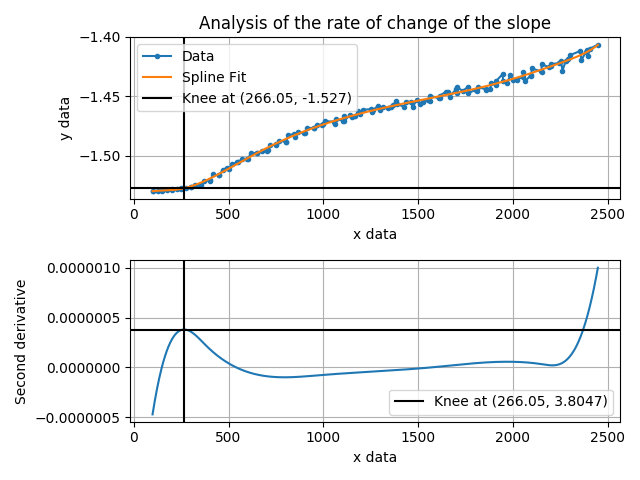 Analysis of the rate of change of the slope
−1.40
−1.45
−1.50
y data
Data
Spline Fit
Knee at (266.05, -1.527)
0 500 1000 1500 2000 2500
x data
0.0000010
0.0000005
0.0000000
−0.0000005
Second derivative
Knee at (266.05, 3.8047)
0 500 1000 1500 2000 2500
x data